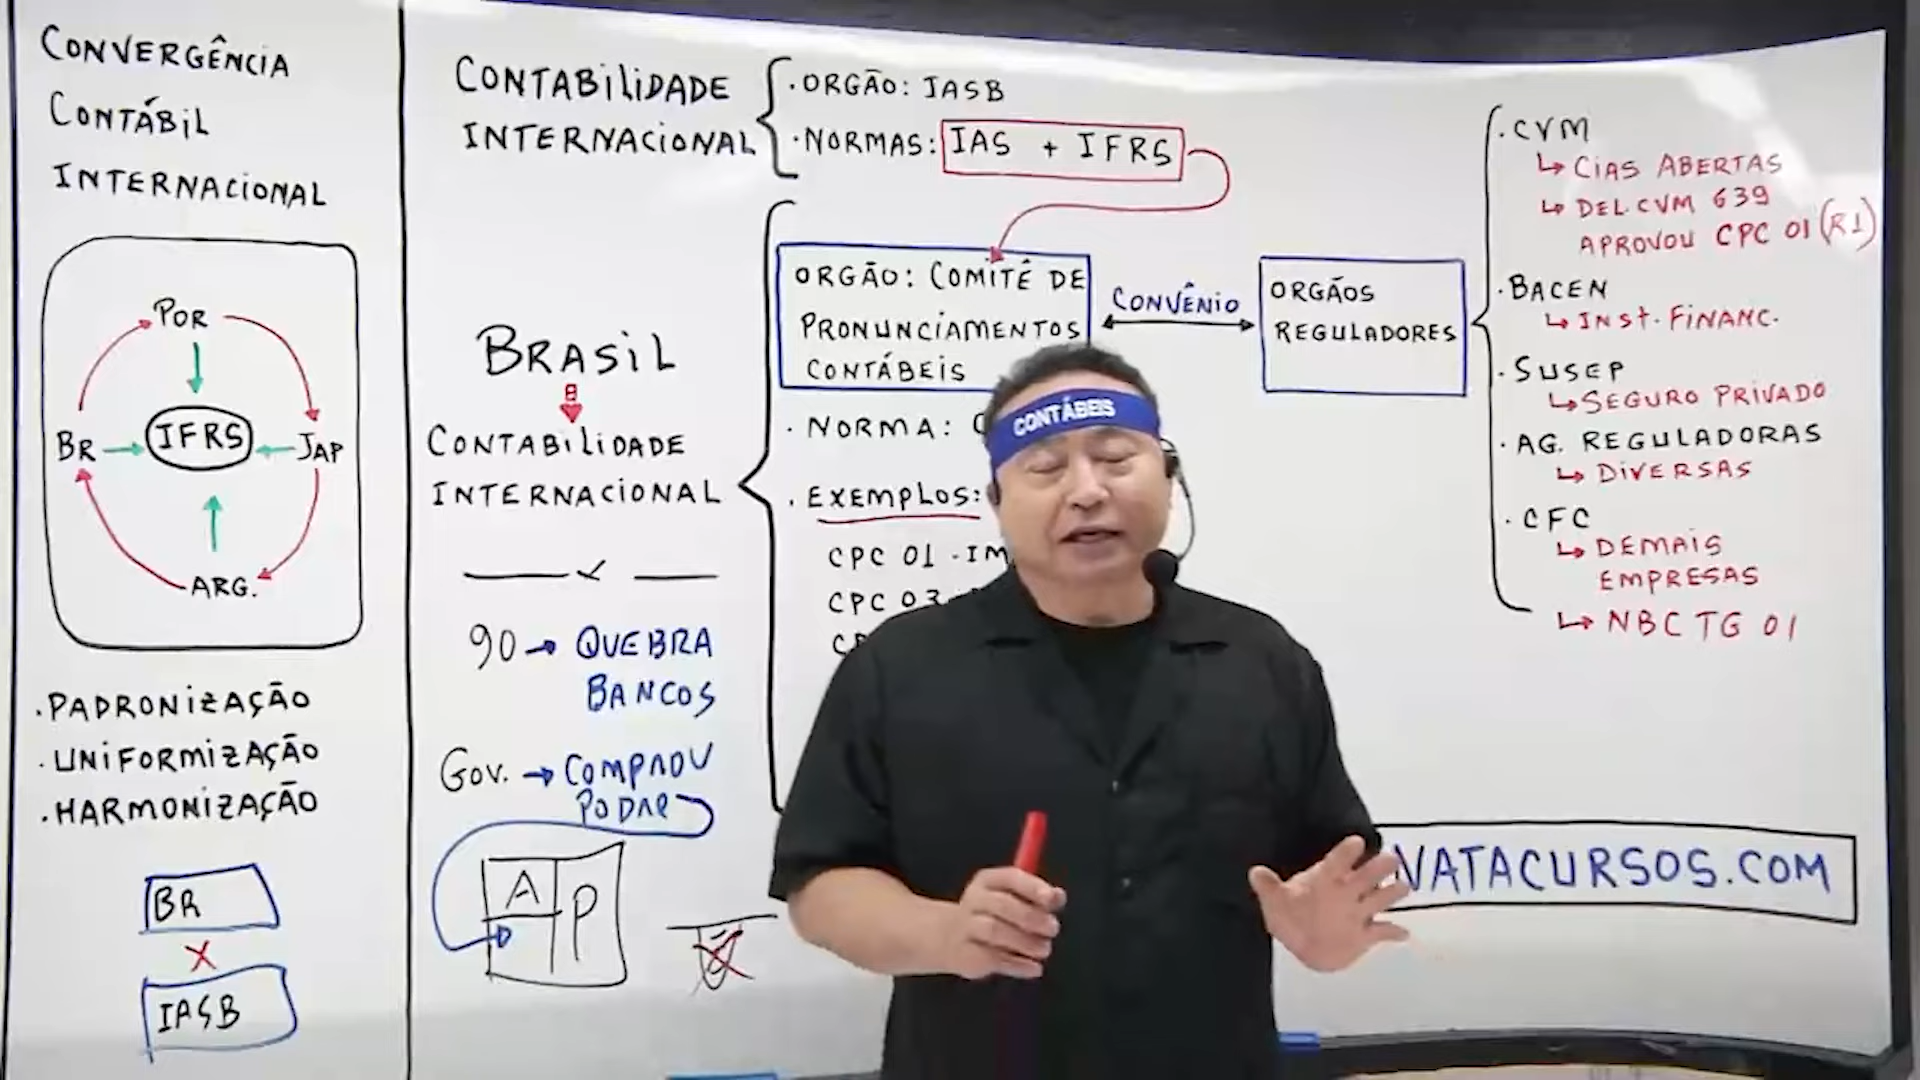 CONVERGÊNCIA
CONTÁBIL
INTERNACIONAL
POR
BR
IFRS
JAP
ARG.
.PADRONIZAÇÃO
.UNIFORMIZAÇÃO
.HARMONIZAÇÃO
BR
X
IASB
CONTABILIDADE
INTERNACIONAL
.ORGÃO: IASB
.NORMAS: IAS + IFRS
BRASIL
CONTABILIDADE
INTERNACIONAL
90 → QUEBRA
BANCOS
GOV. →
A
P
ORGÃO: COMITÊ DE
PRONUNCIAMENTOS
CONTÁBEIS
. NORMA:
. EXEMPLOS:
CPC 01 -
CPC 03
CONTÁBEIS
CONVÊNIO
ORGÃOS
REGULADORES
.CVM
↳ CIAS ABERTAS
↳ DEL.CVM 639
APROVOU CPC 01 (R1)
.BACEN
↳ INST. FINANC.
.SUSEP
↳ SEGURO PRIVADO
.AG. REGULADORAS
↳ DIVERSAS
.CFC
↳ DEMAIS
EMPRESAS
↳ NBC TG 01
NATACURSOS.COM